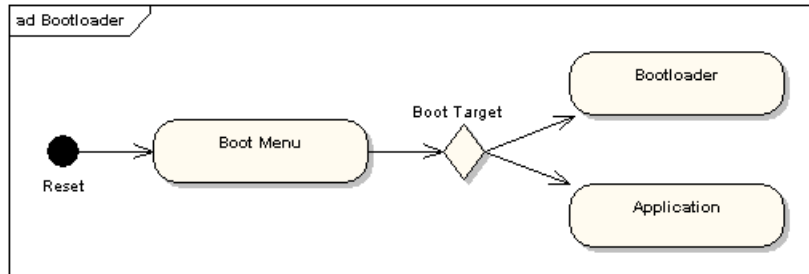 ad Bootloader
Reset
Boot Menu
Boot Target
Bootloader
Application